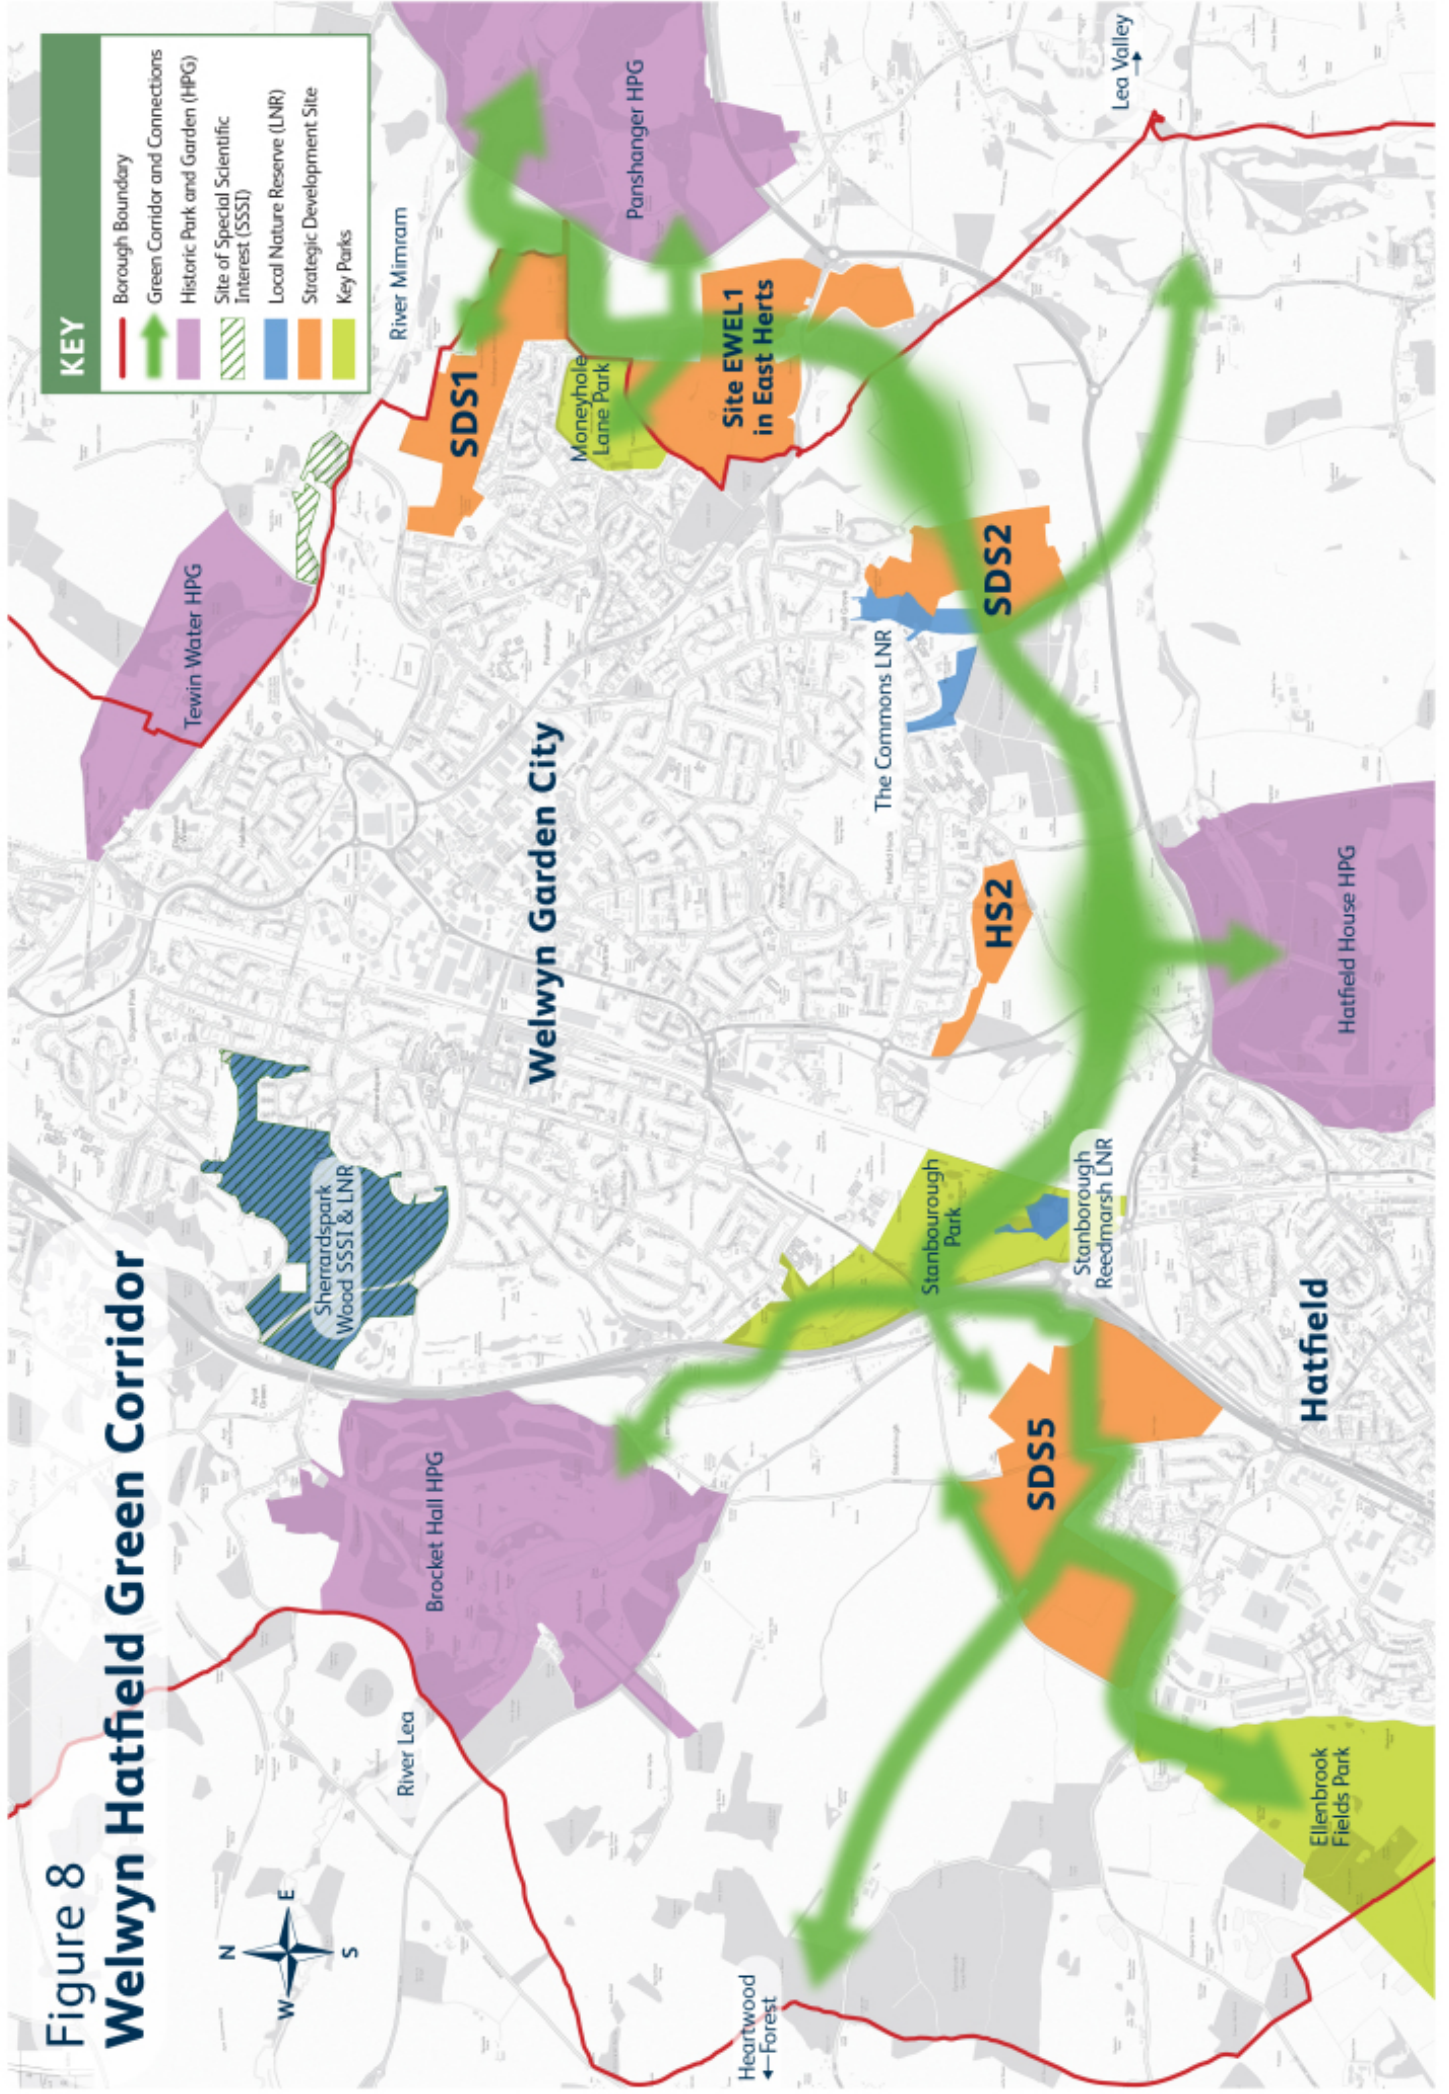 Figure 8
Welwyn Hatfield Green Corridor
KEY
Borough Boundary
Green Corridor and Connections
Historic Park and Garden (HPG)
Site of Special Scientific
Interest (SSSI)
Local Nature Reserve (LNR)
Strategic Development Site
Key Parks
N
W
E
S
Tewin Water HPG
River Mimram
Panshanger HPG
Lea Valley
Sherrardspark
Wood SSSI & LNR
SDS1
Moneyhole
Lane Park
Site EWEL1
in East Herts
Brocket Hall HPG
River Lea
Welwyn Garden City
The Commons LNR
SDS2
HS2
Stanbourough
Park
Stanborough
Reedmarsh LNR
SDS5
Heartwood
Forest
Hatfield
Hatfield House HPG
Ellenbrook
Fields Park